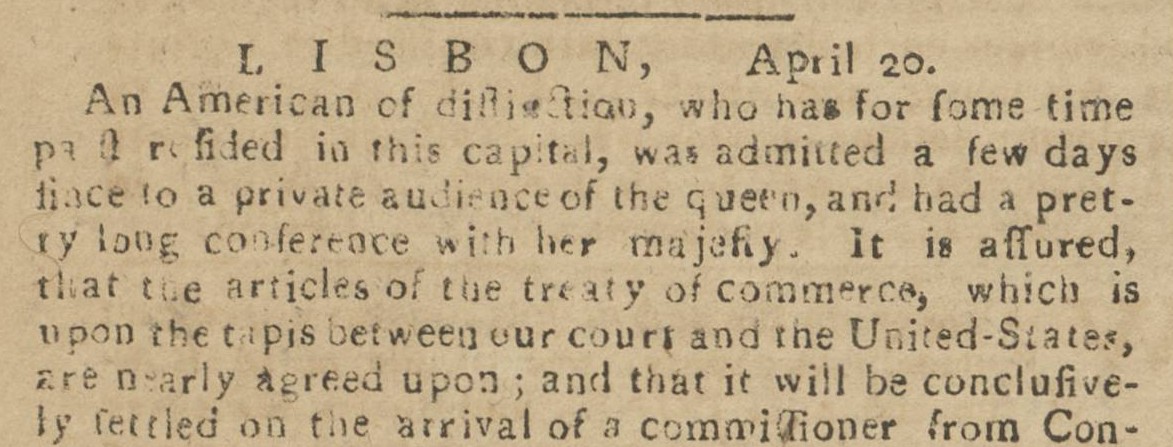 LISBON, April 20.
An American of diſtinction, who has for ſome time
paſt reſided in this capital, was admitted a few days
ſince to a private audience of the queen, and had a pret-
ty long conference with her majeſty. It is aſſured,
that the articles of the treaty of commerce, which is
upon the tapis between our court and the United-States,
are nearly agreed upon; and that it will be concluſive-
ly ſettled on the arrival of a commiſſioner from Con-